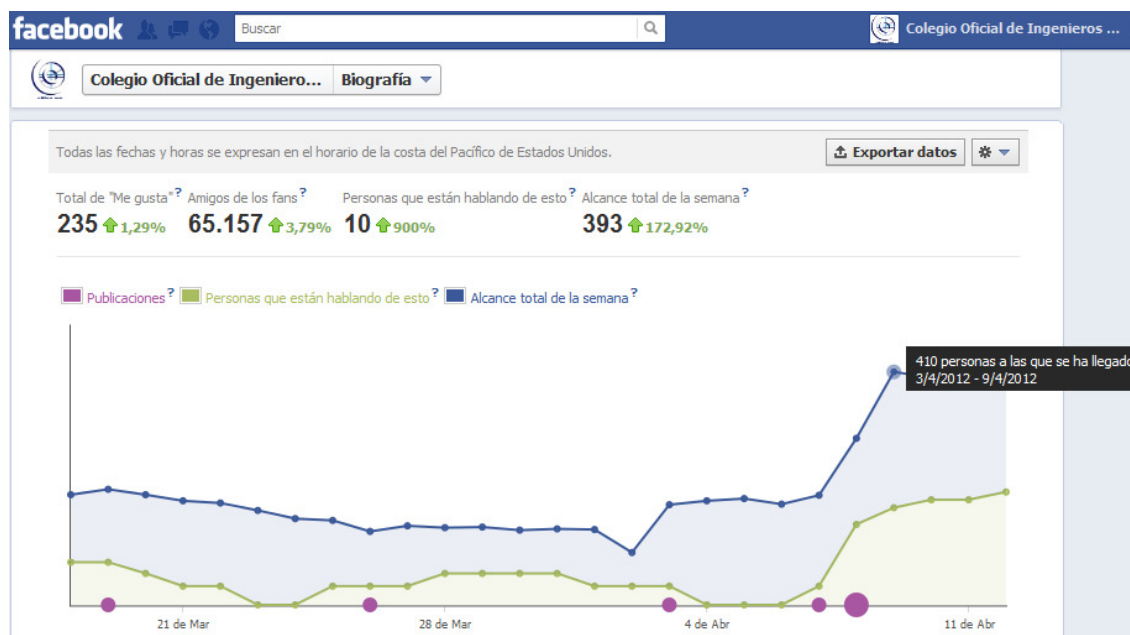 facebook Buscar Colegio Oficial de Ingenieros ...
Colegio Oficial de Ingeniero... Biografía
Todas las fechas y horas se expresan en el horario de la costa del Pacífico de Estados Unidos. Exportar datos
Total de "Me gusta"? Amigos de los fans? Personas que están hablando de esto? Alcance total de la semana?
235 1,29% 65.157 3,79% 10 900% 393 172,92%
Publicaciones? Personas que están hablando de esto? Alcance total de la semana?
410 personas a las que se ha llegado
3/4/2012 - 9/4/2012
21 de Mar 28 de Mar 4 de Abr 11 de Abr